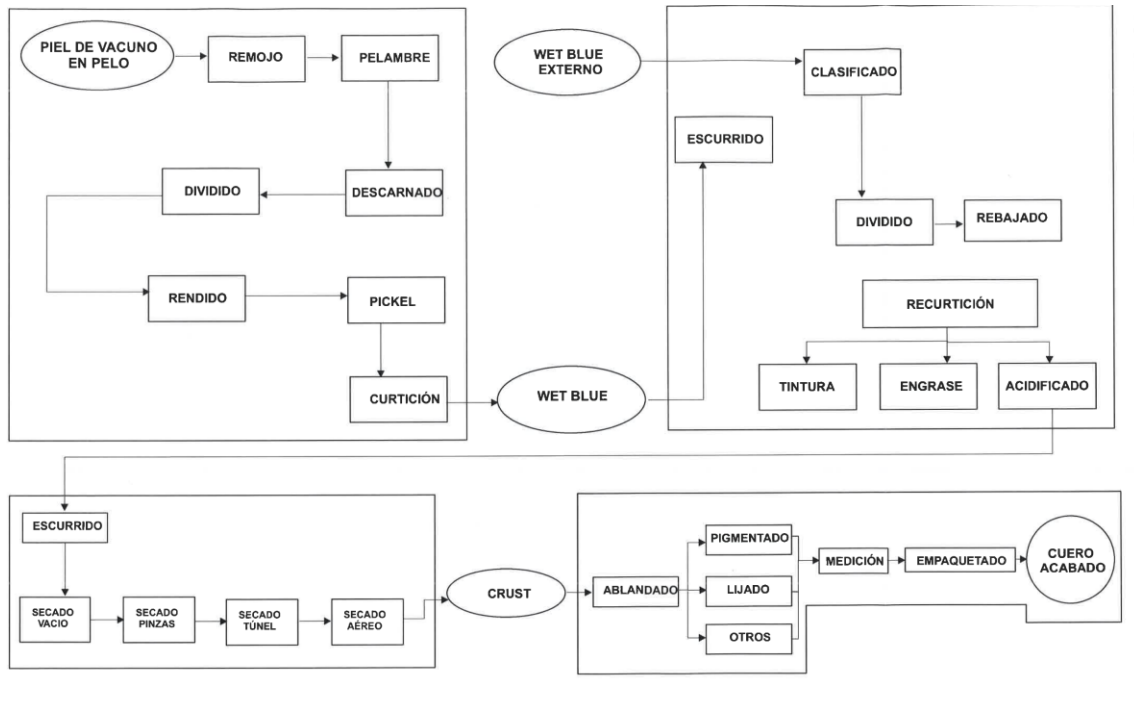 PIEL DE VACUNO
EN PELO
REMOJO
PELAMBRE
DESCARNADO
DIVIDIDO
RENDIDO
PICKEL
CURTICIÓN
WET BLUE
WET BLUE
EXTERNO
CLASIFICADO
ESCURRIDO
DIVIDIDO
REBAJADO
RECURTICIÓN
TINTURA
ENGRASE
ACIDIFICADO
ESCURRIDO
SECADO
VACIO
SECADO
PINZAS
SECADO
TÚNEL
SECADO
AÉREO
CRUST
ABLANDADO
PIGMENTADO
LIJADO
OTROS
MEDICIÓN
EMPAQUETADO
CUERO
ACABADO